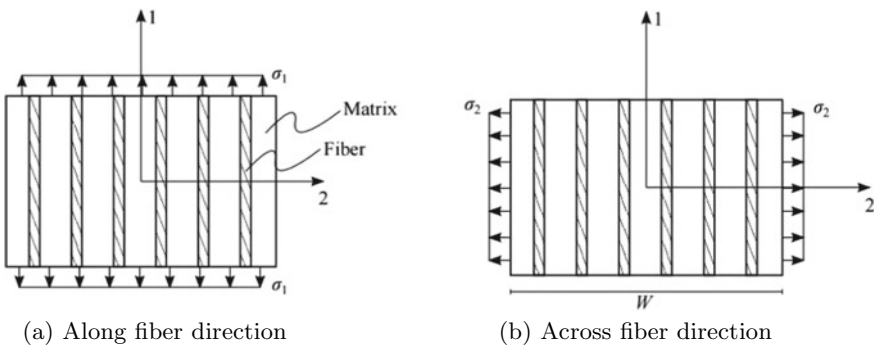 1
σ₁
Matrix
Fiber
2
σ₁
(a) Along fiber direction
1
σ₂
σ₂
2
W
(b) Across fiber direction